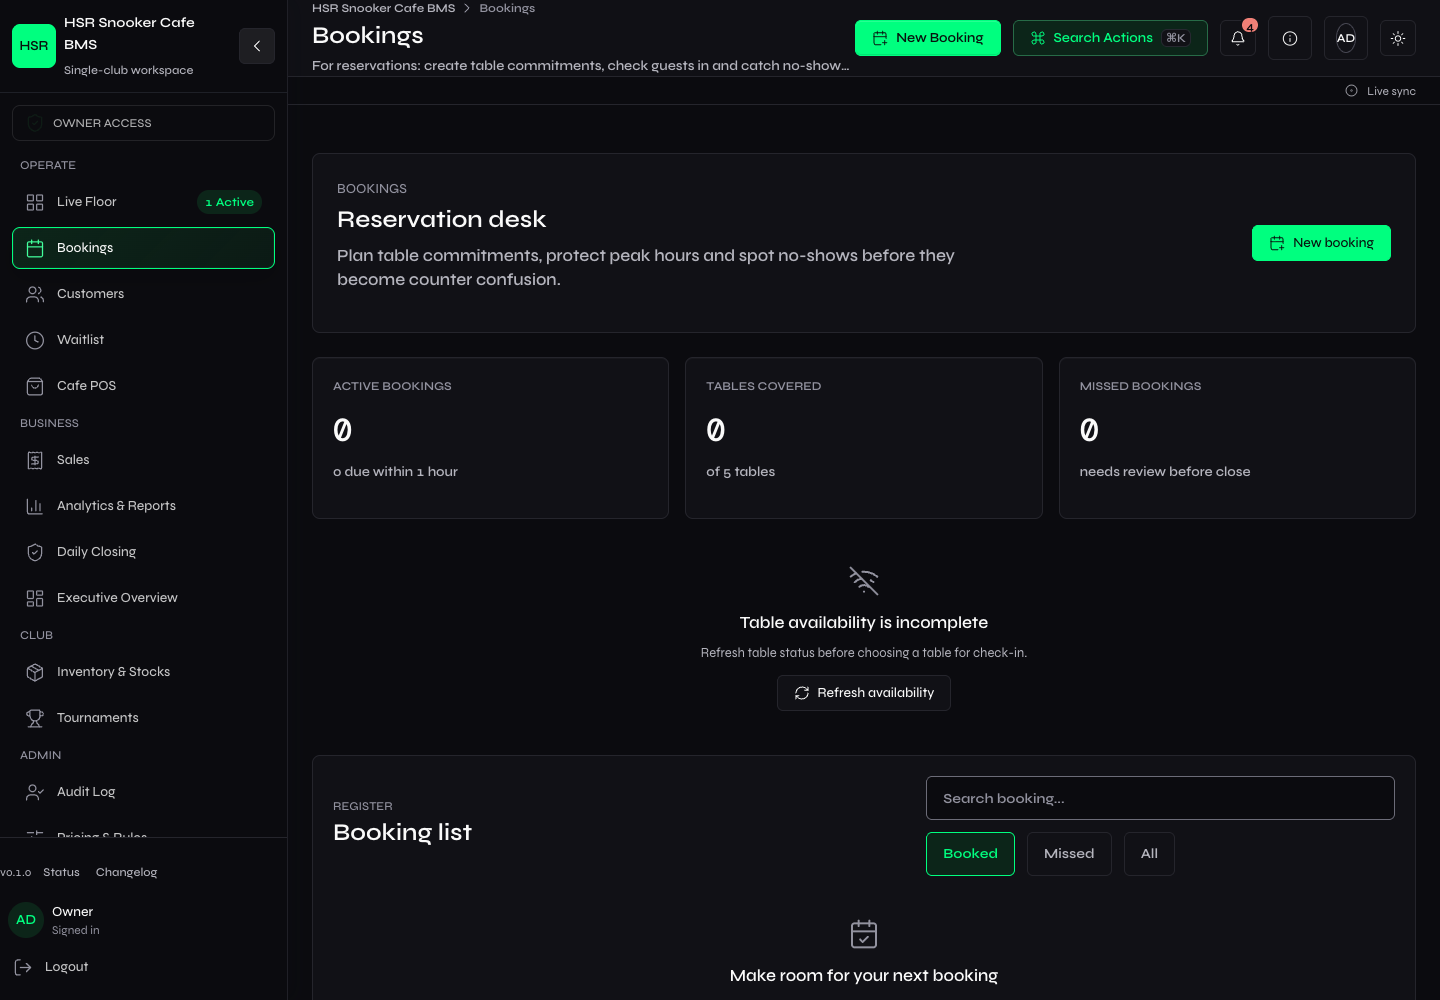 HSR
HSR Snooker Cafe
BMS
Single-club workspace
OWNER ACCESS
OPERATE
Live Floor
1 Active
Bookings
Customers
Waitlist
Cafe POS
BUSINESS
Sales
Analytics & Reports
Daily Closing
Executive Overview
CLUB
Inventory & Stocks
Tournaments
ADMIN
Audit Log
Pricing & Rules
v0.1.0 Status Changelog
AD
Owner
Signed in
Logout
HSR Snooker Cafe BMS > Bookings
Bookings
For reservations: create table commitments, check guests in and catch no-show...
New Booking
Search Actions ⌘K
4
AD
Live sync
BOOKINGS
Reservation desk
Plan table commitments, protect peak hours and spot no-shows before they
become counter confusion.
New booking
ACTIVE BOOKINGS
0
0 due within 1 hour
TABLES COVERED
0
of 5 tables
MISSED BOOKINGS
0
needs review before close
Table availability is incomplete
Refresh table status before choosing a table for check-in.
Refresh availability
REGISTER
Booking list
Search booking...
Booked Missed All
Make room for your next booking